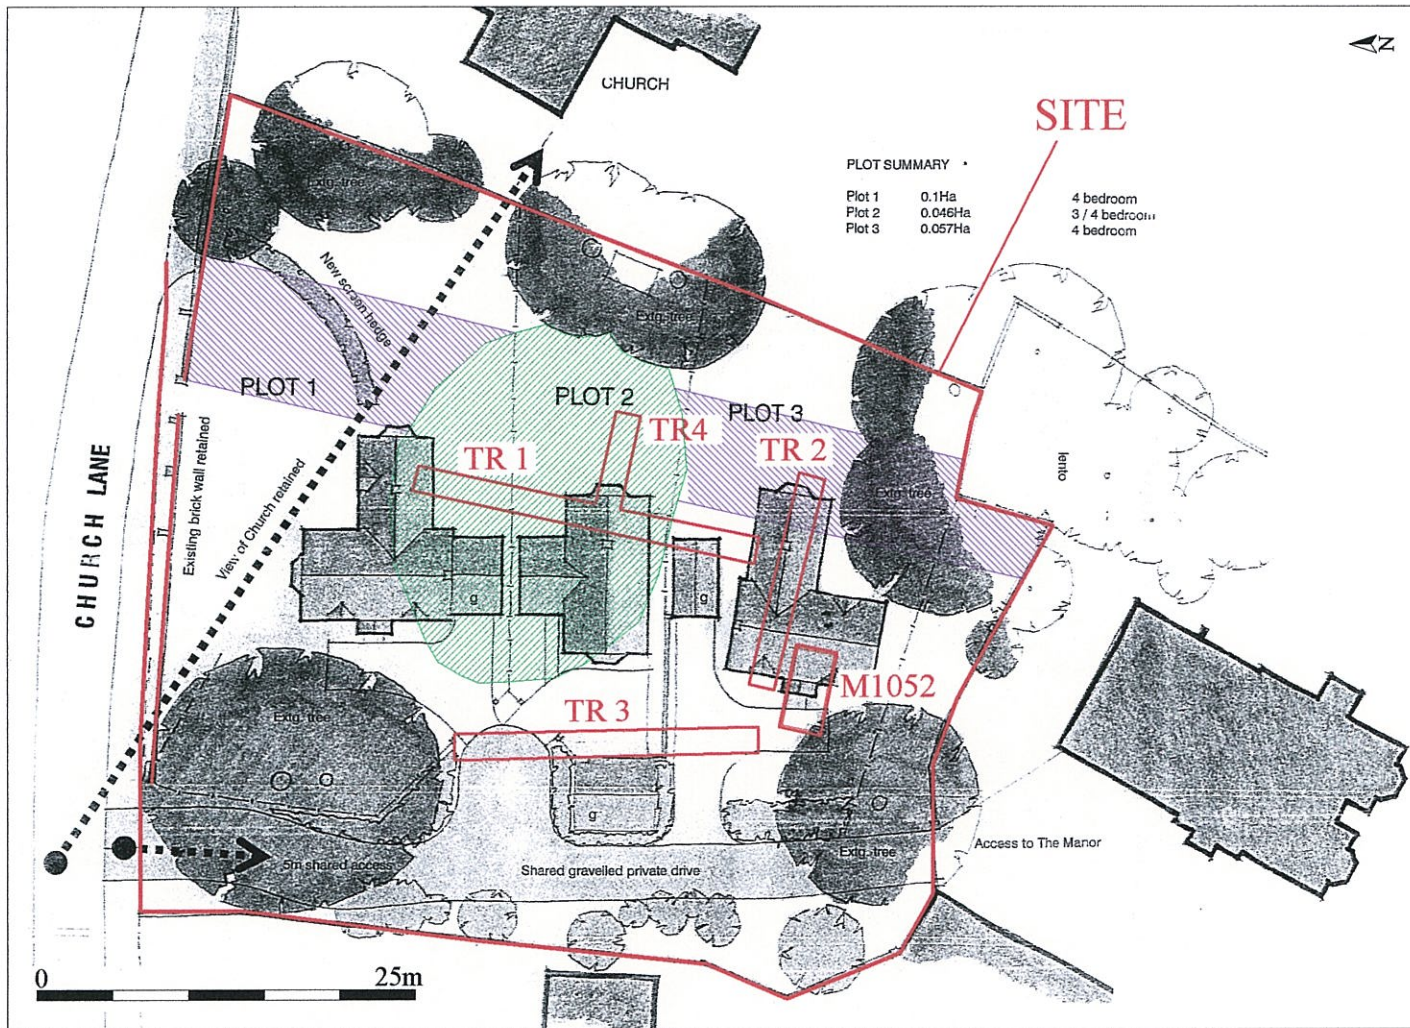 N
CHURCH
SITE
PLOT SUMMARY
Plot 1 0.1Ha 4 bedroom
Plot 2 0.046Ha 3 / 4 bedroom
Plot 3 0.057Ha 4 bedroom
Extg. tree
New screen hedge
Extg. tree
PLOT 1
PLOT 2
PLOT 3
CHURCH LANE
Existing brick wall retained
View of Church retained
TR 1
TR4
TR 2
lento
Extg. tree
g
g
M1052
TR 3
Extg. tree
g
5m shared access
Shared gravelled private drive
Extg. tree
Access to The Manor
0 25m